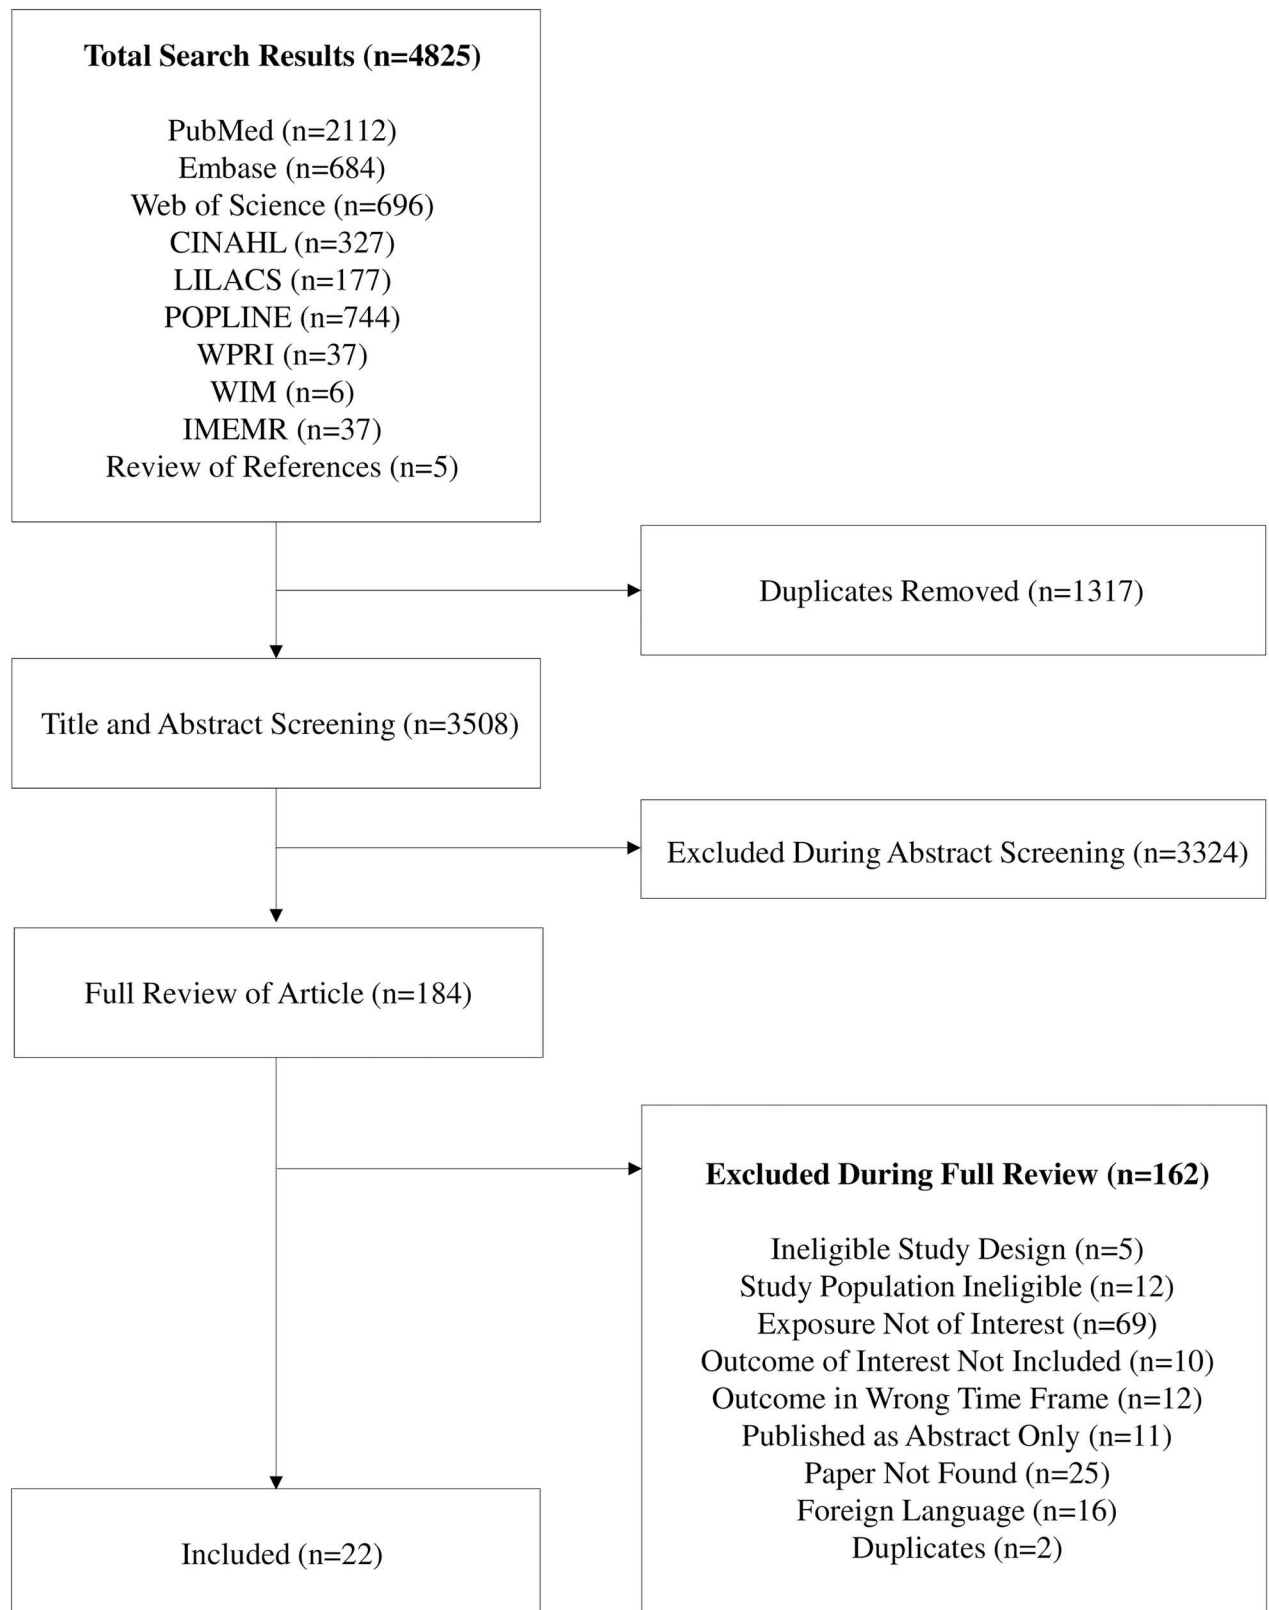 Total Search Results (n=4825)
PubMed (n=2112)
Embase (n=684)
Web of Science (n=696)
CINAHL (n=327)
LILACS (n=177)
POPLINE (n=744)
WPRI (n=37)
WIM (n=6)
IMEMR (n=37)
Review of References (n=5)
Duplicates Removed (n=1317)
Title and Abstract Screening (n=3508)
Excluded During Abstract Screening (n=3324)
Full Review of Article (n=184)
Excluded During Full Review (n=162)
Ineligible Study Design (n=5)
Study Population Ineligible (n=12)
Exposure Not of Interest (n=69)
Outcome of Interest Not Included (n=10)
Outcome in Wrong Time Frame (n=12)
Published as Abstract Only (n=11)
Paper Not Found (n=25)
Foreign Language (n=16)
Duplicates (n=2)
Included (n=22)